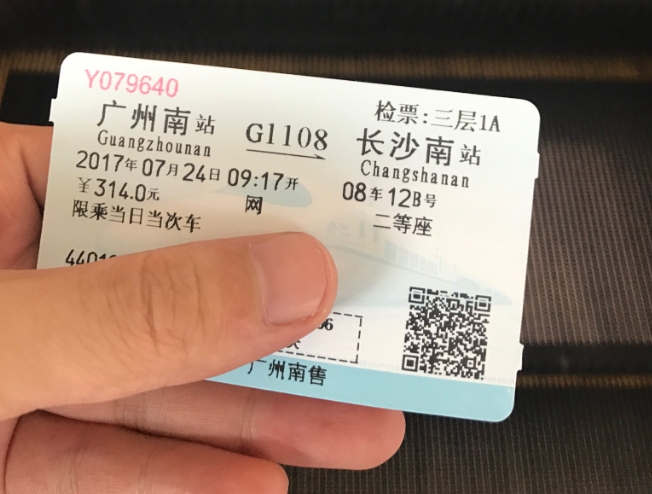 Y079640
检票:三层1A
广州南站 G1108 长沙南站
Guangzhounan Changshanan
2017年07月24日09:17开 08车12B号
¥314.0元 网 二等座
限乘当日当次车
广州南售